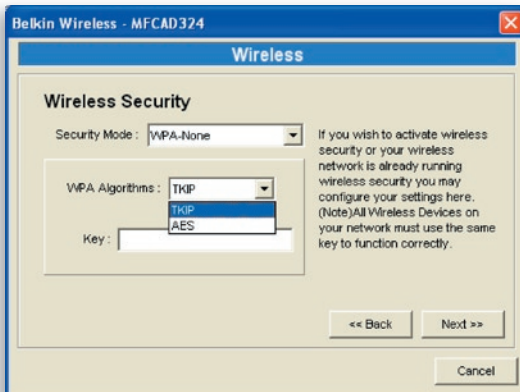 Belkin Wireless - MFCAD324
Wireless
Wireless Security
Security Mode : WPA-None
If you wish to activate wireless
security or your wireless
network is already running
wireless security you may
configure your settings here.
(Note)All Wireless Devices on
your network must use the same
key to function correctly.
WPA Algorithms : TKIP
TKIP
AES
Key :
<< Back
Next >>
Cancel